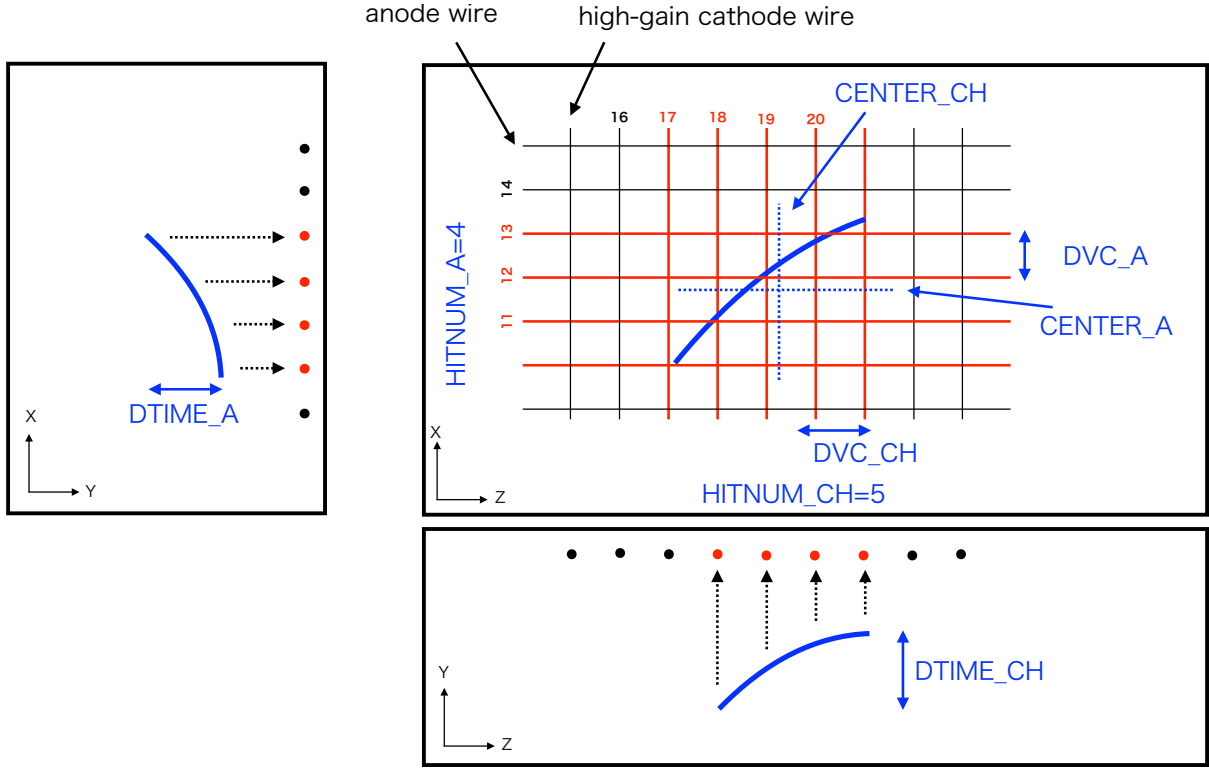 anode wire
high-gain cathode wire
CENTER_CH
16
17
18
19
20
14
13
12
11
HITNUM_A=4
DVC_A
CENTER_A
DVC_CH
HITNUM_CH=5
X
Z
DTIME_A
X
Y
DTIME_CH
Y
Z